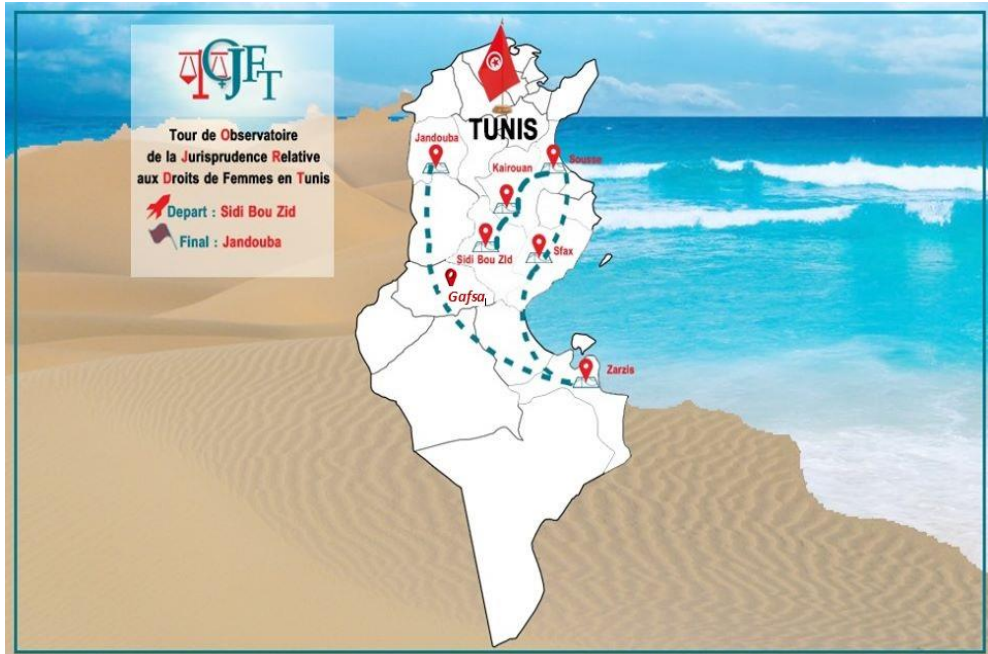 OJFT
Tour de Observatoire
de la Jurisprudence Relative
aux Droits de Femmes en Tunis
Depart : Sidi Bou Zid
Final : Jandouba
TUNIS
Jandouba
Sousse
Kairouan
Sidi Bou Zid
Sfax
Gafsa
Zarzis